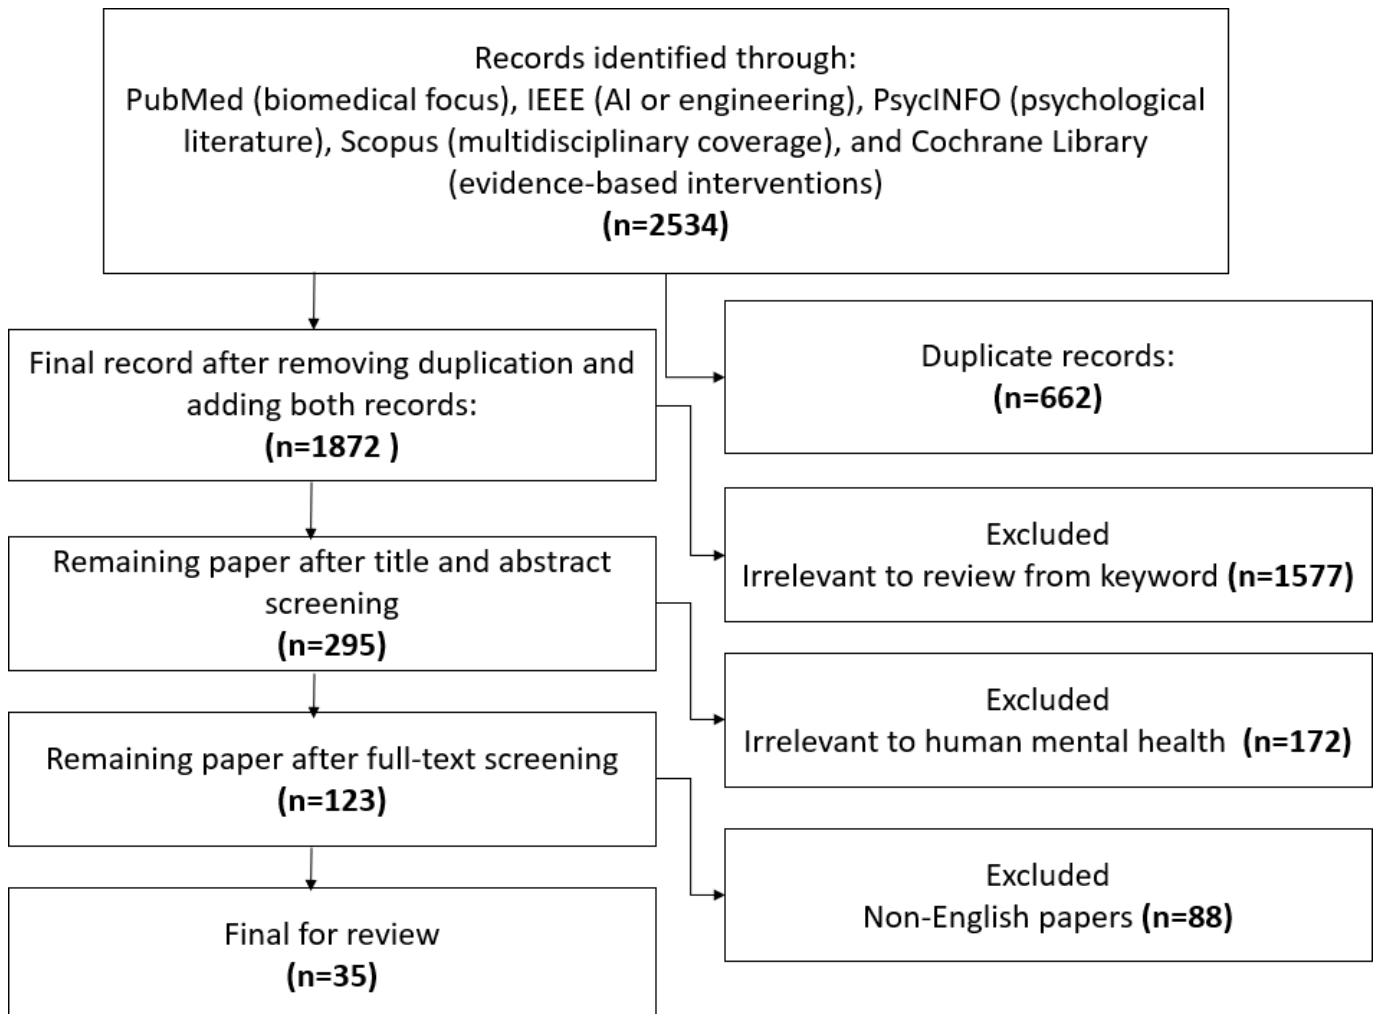 Records identified through:
PubMed (biomedical focus), IEEE (AI or engineering), PsycINFO (psychological
literature), Scopus (multidisciplinary coverage), and Cochrane Library
(evidence-based interventions)
(n=2534)
Final record after removing duplication and
adding both records:
(n=1872 )
Duplicate records:
(n=662)
Excluded
Irrelevant to review from keyword (n=1577)
Remaining paper after title and abstract
screening
(n=295)
Excluded
Irrelevant to human mental health (n=172)
Remaining paper after full-text screening
(n=123)
Excluded
Non-English papers (n=88)
Final for review
(n=35)